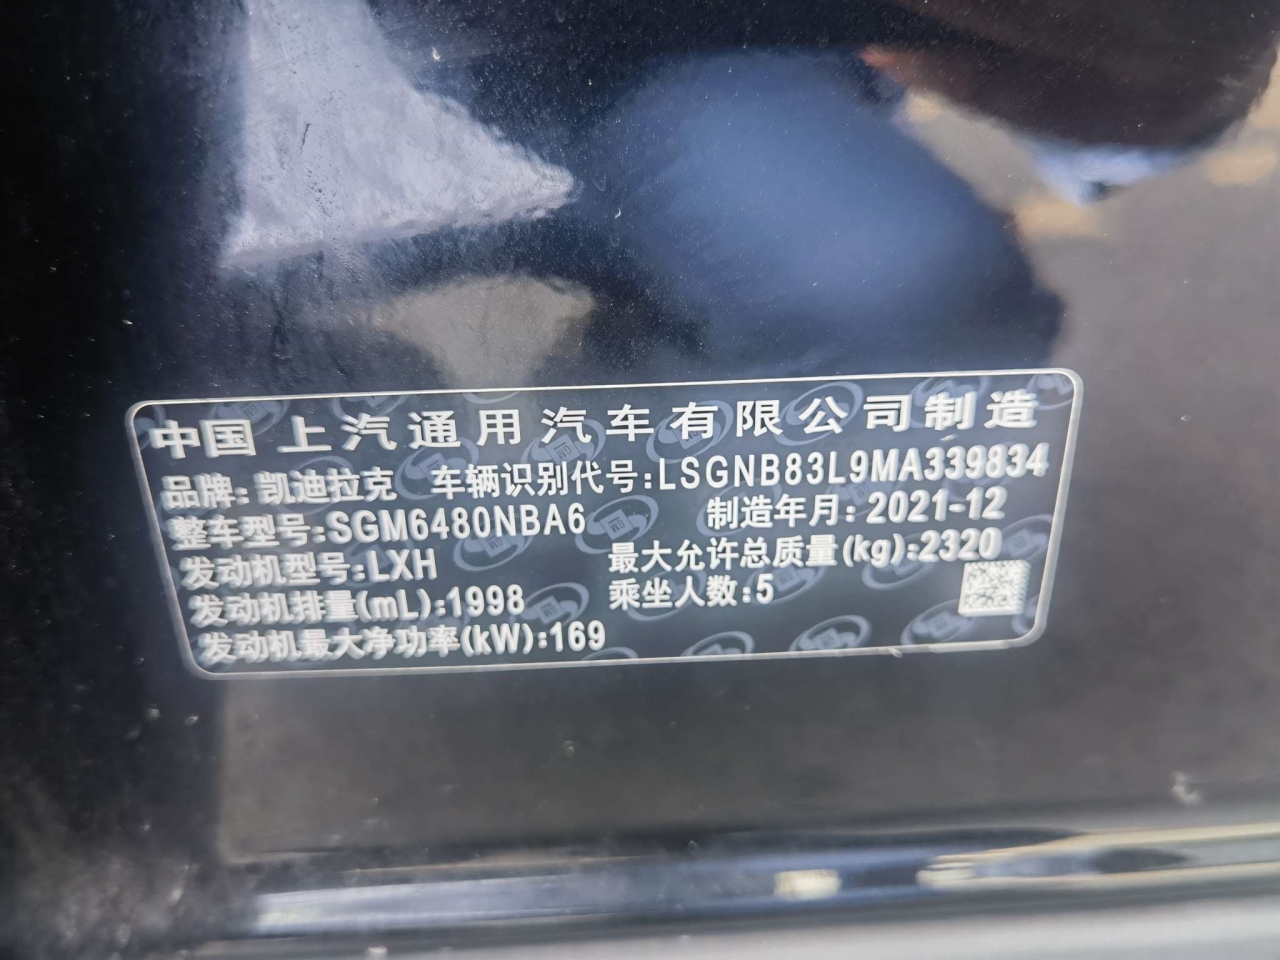 中国 上汽通用汽车有限公司制造
品牌:凯迪拉克 车辆识别代号:LSGNB83L9MA339834
整车型号:SGM6480NBA6 制造年月:2021-12
发动机型号:LXH 最大允许总质量(kg):2320
发动机排量(mL):1998 乘坐人数:5
发动机最大净功率(kW):169